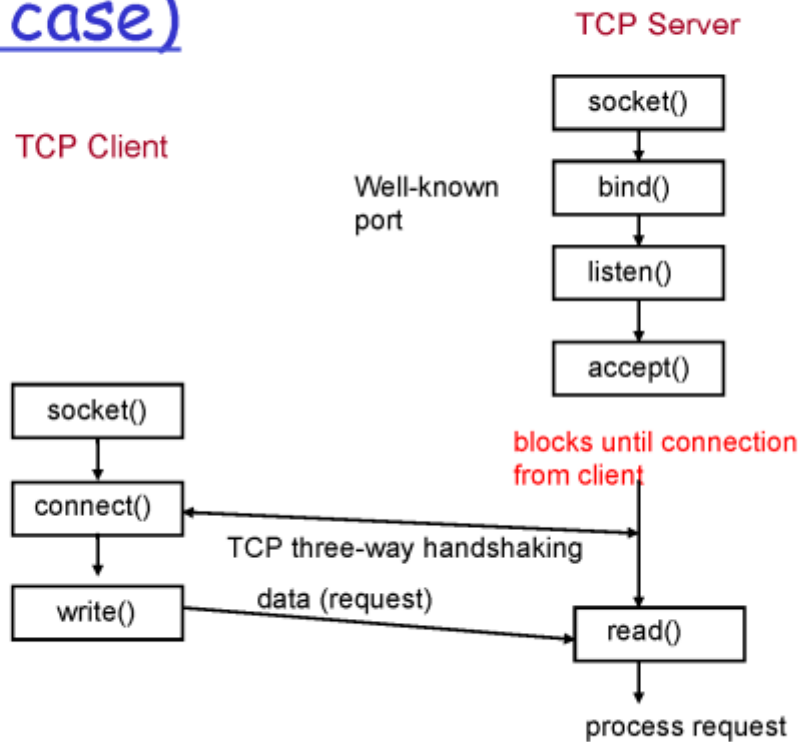 case)
TCP Server
socket()
TCP Client
Well-known
port
bind()
listen()
accept()
socket()
blocks until connection
from client
connect()
TCP three-way handshaking
data (request)
write()
read()
process request